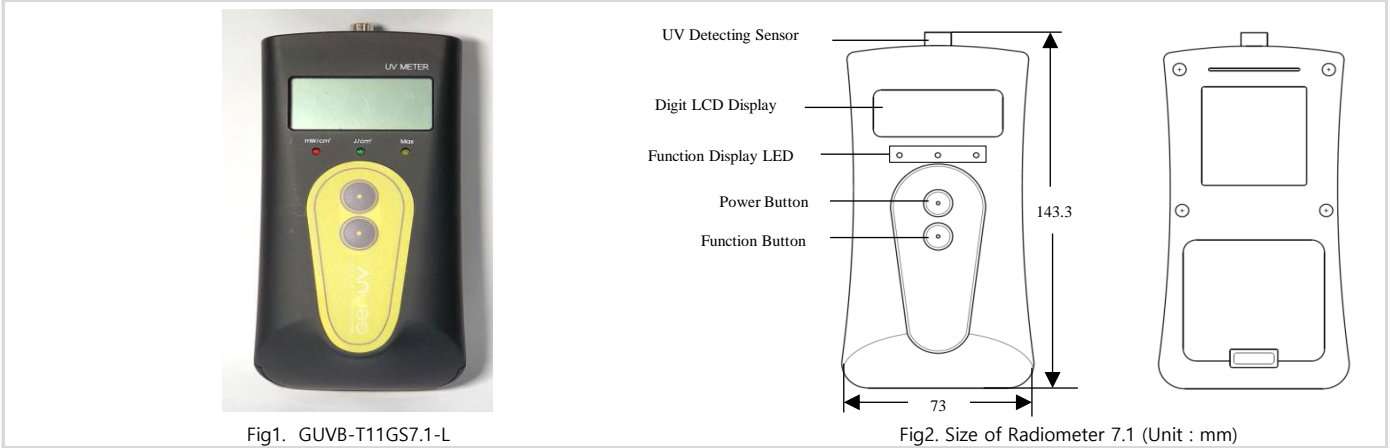 UV METER
mW/cm² J/cm² Max
GenUV
UV Detecting Sensor
Digit LCD Display
Function Display LED
Power Button
Function Button
143.3
73
Fig1. GUVB-T11GS7.1-L
Fig2. Size of Radiometer 7.1 (Unit : mm)